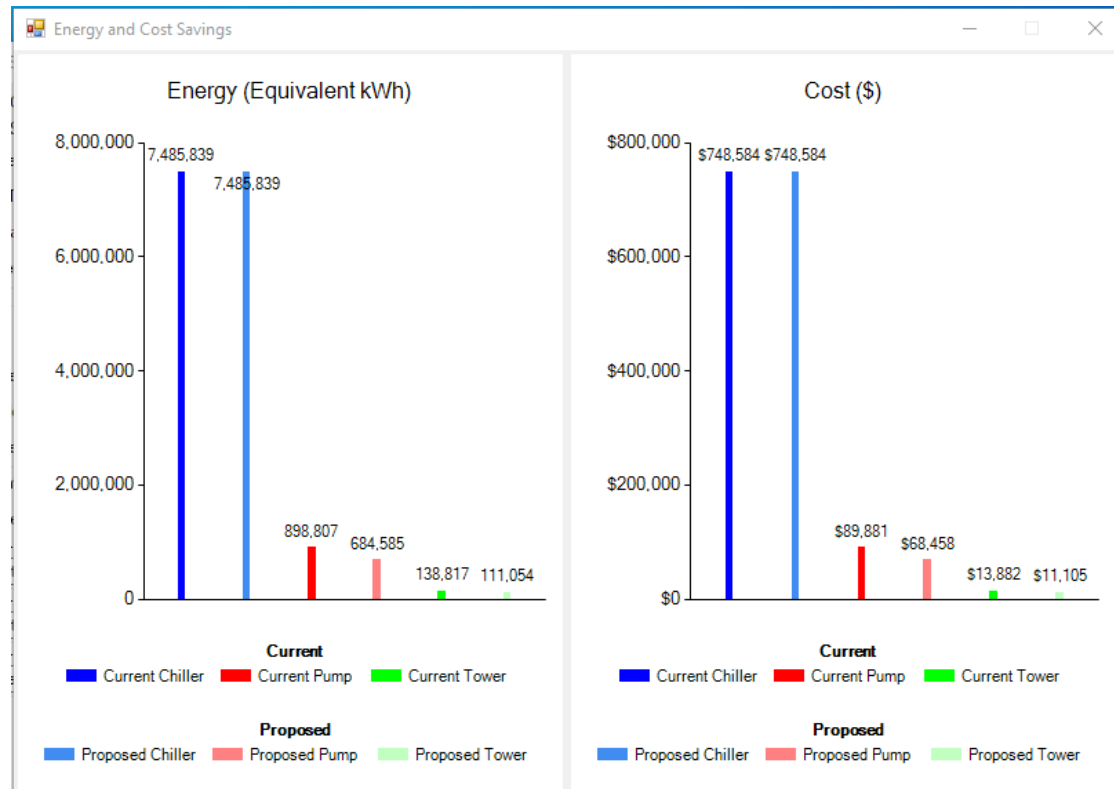 Energy and Cost Savings
Energy (Equivalent kWh)
8,000,000
7,485,839
7,485,839
6,000,000
4,000,000
2,000,000
898,807
684,585
138,817
111,054
0
Current
Current Chiller Current Pump Current Tower
Proposed
Proposed Chiller Proposed Pump Proposed Tower
Cost ($)
$800,000
$748,584 $748,584
$600,000
$400,000
$200,000
$89,881
$68,458
$13,882 $11,105
$0
Current
Current Chiller Current Pump Current Tower
Proposed
Proposed Chiller Proposed Pump Proposed Tower